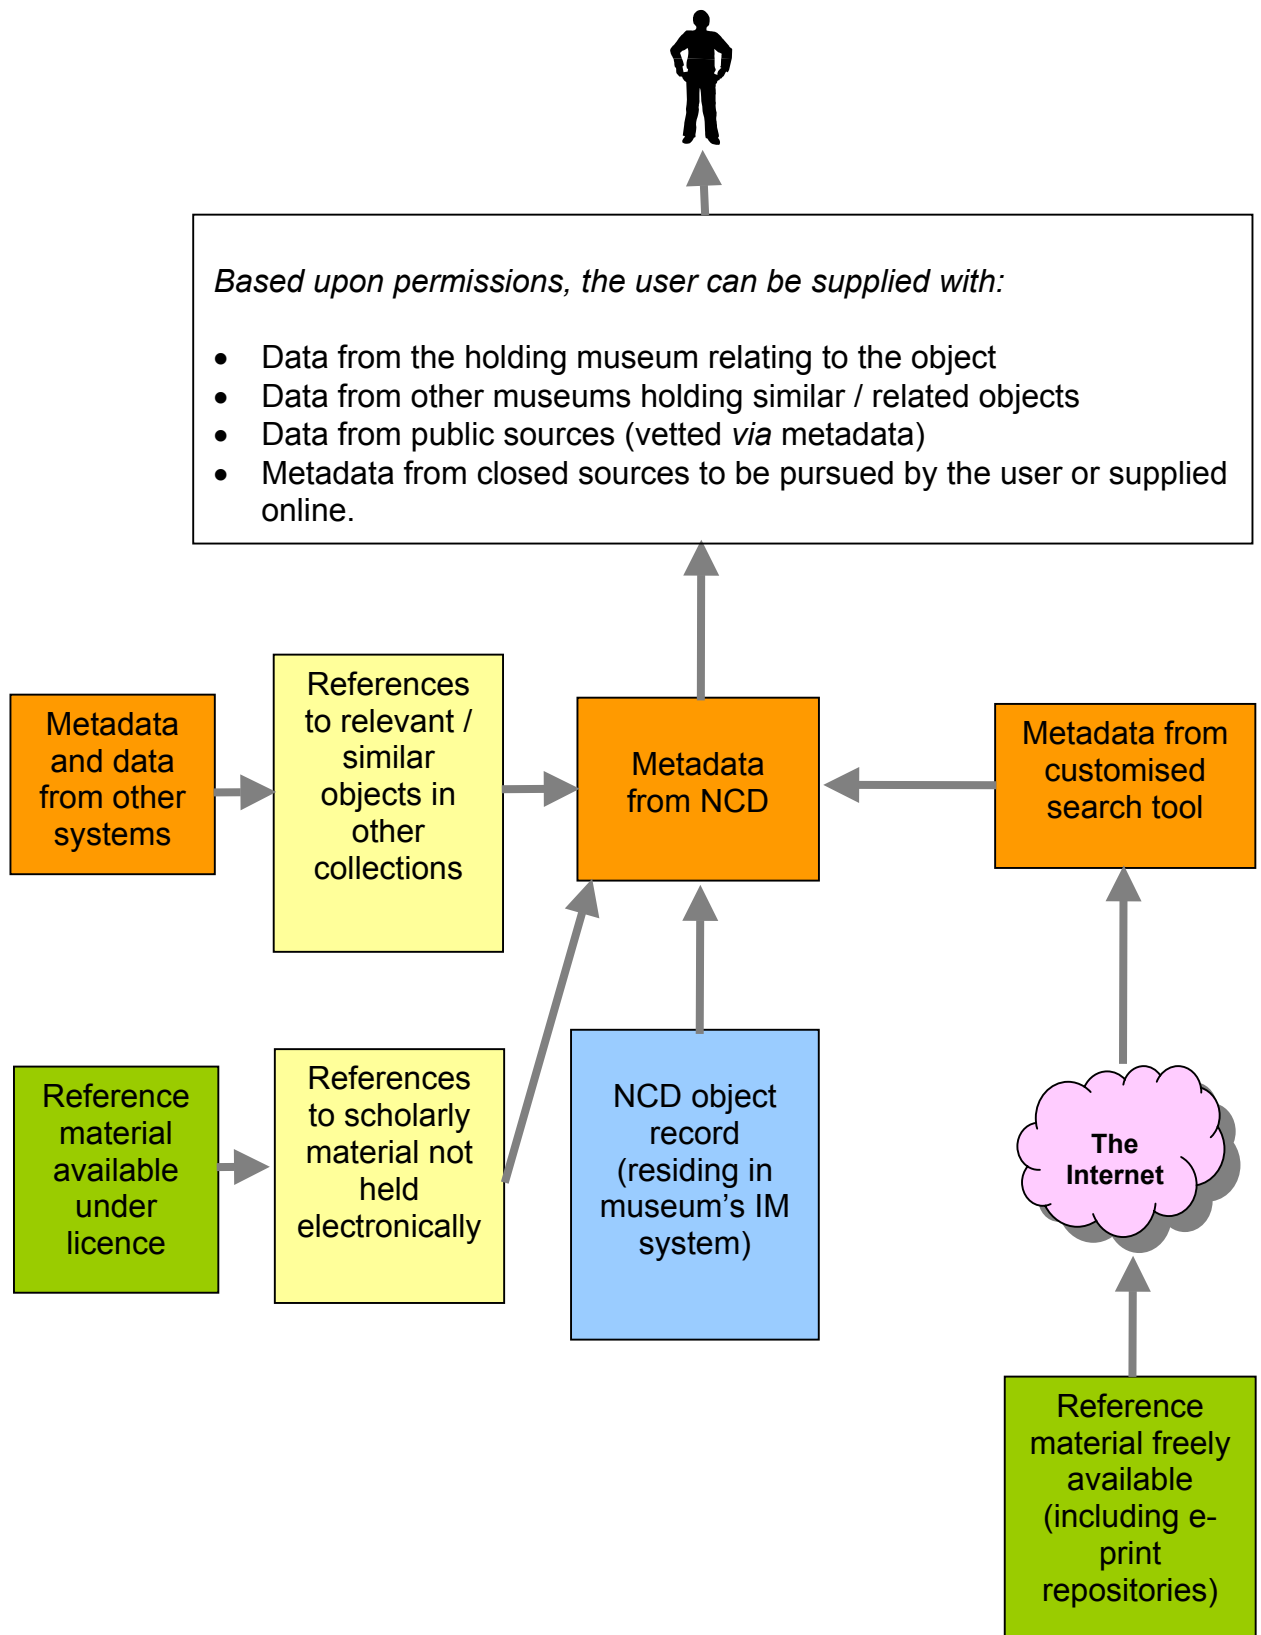 Based upon permissions, the user can be supplied with:
• Data from the holding museum relating to the object
• Data from other museums holding similar / related objects
• Data from public sources (vetted via metadata)
• Metadata from closed sources to be pursued by the user or supplied
online.
Metadata
and data
from other
systems
References
to relevant /
similar
objects in
other
collections
Metadata
from NCD
Metadata from
customised
search tool
Reference
material
available
under
licence
References
to scholarly
material not
held
electronically
NCD object
record
(residing in
museum’s IM
system)
The
Internet
Reference
material freely
available
(including e-
print
repositories)